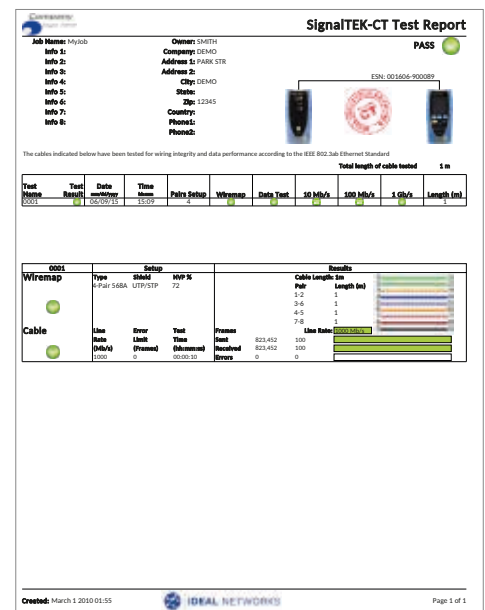 SignalTEK-CT Test Report
Job Name: MyJob Owner: SMITH PASS
Info 1: Company: DEMO
Info 2: Address 1: PARK STR
Info 3: Address 2:
Info 4: City: DEMO ESN: 001606-900089
Info 5: State:
Info 6: Zip: 12345
Info 7: Country:
Info 8: Phone1:
Phone2:
The cables indicated below have been tested for wiring integrity and data performance according to the IEEE 802.3ab Ethernet Standard
Total length of cable tested 1 m
Test Name Test Result Date mm/dd/yyyy Time Pairs Setup Wiremap Data Test 10 Mb/s 100 Mb/s 1 Gb/s Length (m)
0001 06/09/15 15:09 4 1
0001 Setup Results
Wiremap Type Shield NVP % Cable Length: 1m
4-Pair 568A UTP/STP 72 Pair Length (m)
1-2 1
3-6 1
4-5 1
7-8 1
Cable Line Error Test Frames Line Rate: 1000 Mb/s
Rate Limit Time Sent 823,452 100
(Mb/s) (Frames) (hh:mm:ss) Received 823,452 100
1000 0 00:00:10 Errors 0 0
Created: March 1 2010 01:55 IDEAL NETWORKS Page 1 of 1